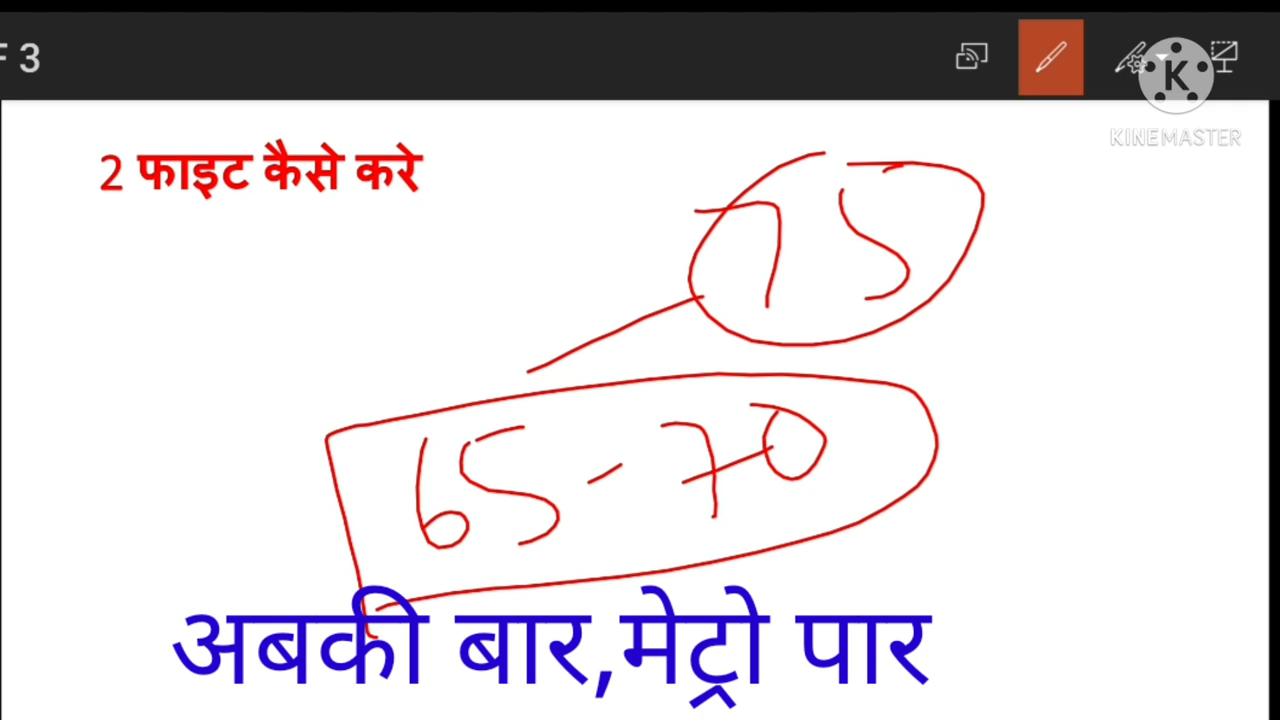 F 3
K
KINEMASTER
2 फाइट कैसे करे
75
65-70
अबकी बार,मेट्रो पार